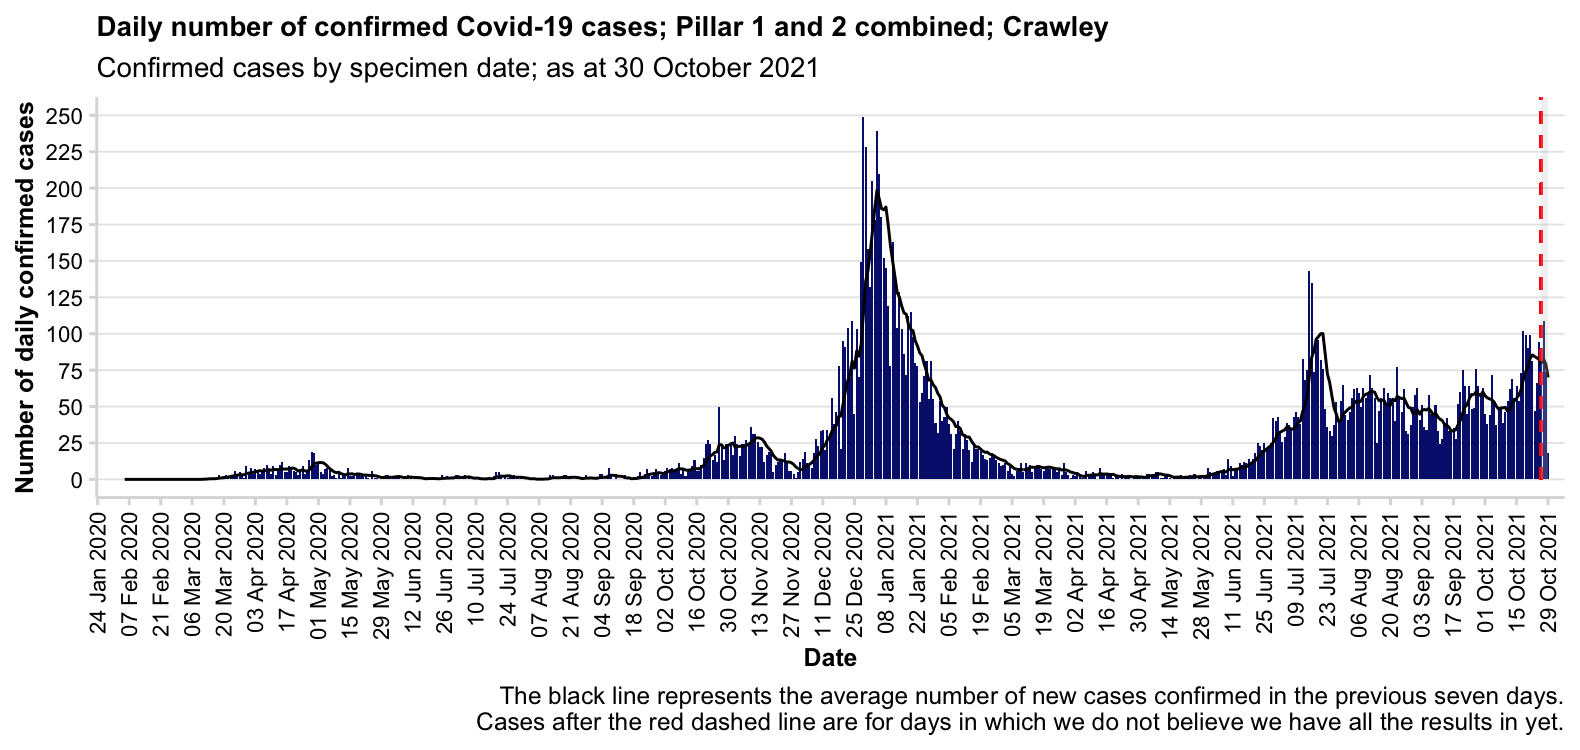 Daily number of confirmed Covid-19 cases; Pillar 1 and 2 combined; Crawley
Confirmed cases by specimen date; as at 30 October 2021
Number of daily confirmed cases
250
225
200
175
150
125
100
75
50
25
0
24 Jan 2020
07 Feb 2020
21 Feb 2020
06 Mar 2020
20 Mar 2020
03 Apr 2020
17 Apr 2020
01 May 2020
15 May 2020
29 May 2020
12 Jun 2020
26 Jun 2020
10 Jul 2020
24 Jul 2020
07 Aug 2020
21 Aug 2020
04 Sep 2020
18 Sep 2020
02 Oct 2020
16 Oct 2020
30 Oct 2020
13 Nov 2020
27 Nov 2020
11 Dec 2020
25 Dec 2020
08 Jan 2021
22 Jan 2021
05 Feb 2021
19 Feb 2021
05 Mar 2021
19 Mar 2021
02 Apr 2021
16 Apr 2021
30 Apr 2021
14 May 2021
28 May 2021
11 Jun 2021
25 Jun 2021
09 Jul 2021
23 Jul 2021
06 Aug 2021
20 Aug 2021
03 Sep 2021
17 Sep 2021
01 Oct 2021
15 Oct 2021
29 Oct 2021
Date
The black line represents the average number of new cases confirmed in the previous seven days.
Cases after the red dashed line are for days in which we do not believe we have all the results in yet.